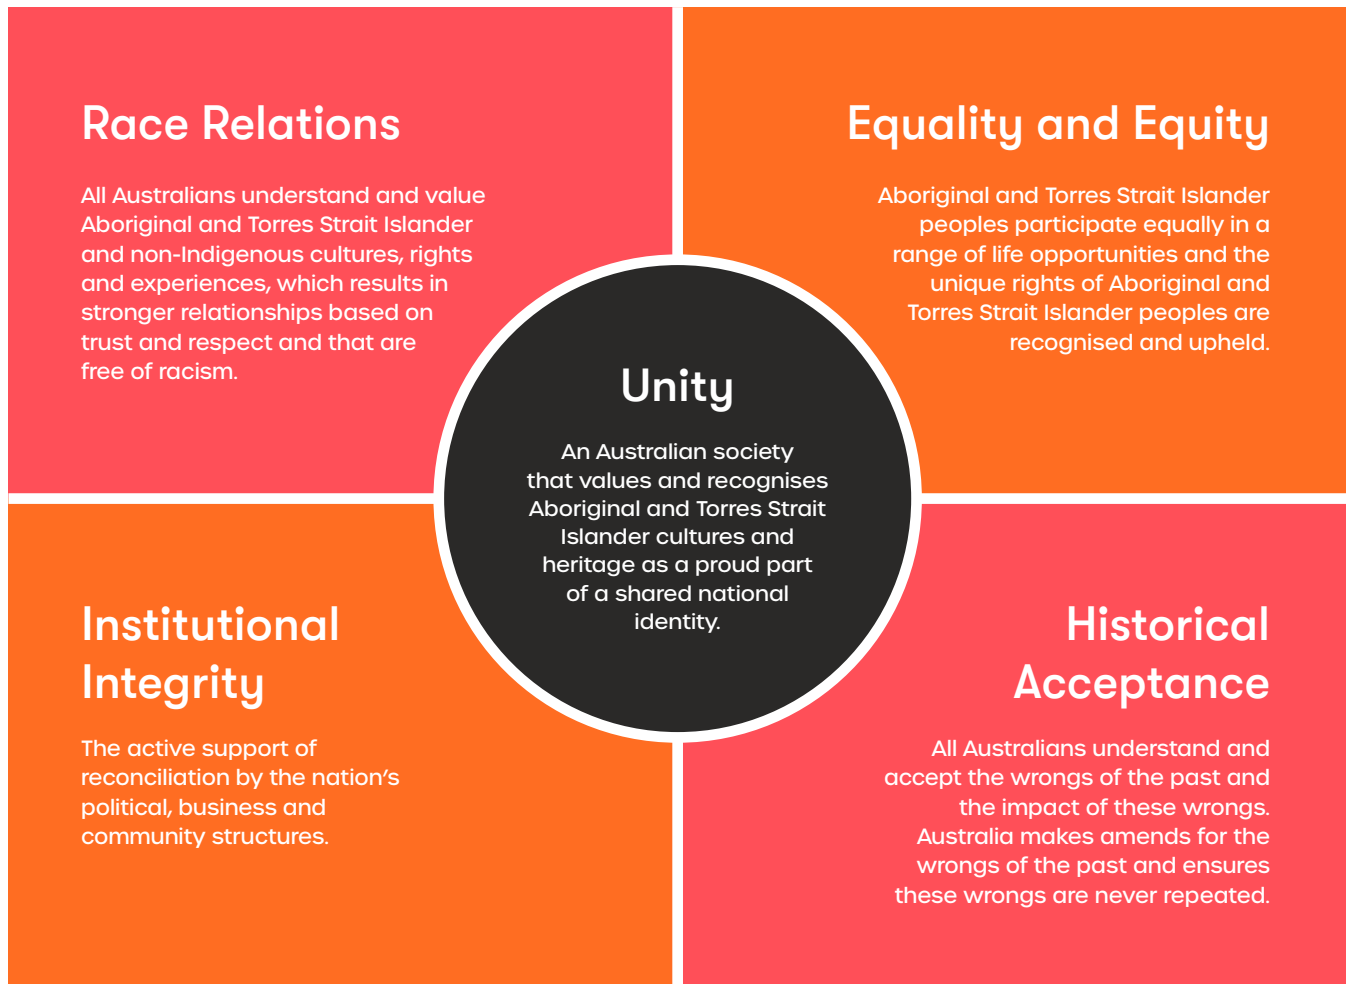 Race Relations
All Australians understand and value
Aboriginal and Torres Strait Islander
and non-Indigenous cultures, rights
and experiences, which results in
stronger relationships based on
trust and respect and that are
free of racism.
Equality and Equity
Aboriginal and Torres Strait Islander
peoples participate equally in a
range of life opportunities and the
unique rights of Aboriginal and
Torres Strait Islander peoples are
recognised and upheld.
Unity
An Australian society
that values and recognises
Aboriginal and Torres Strait
Islander cultures and
heritage as a proud part
of a shared national
identity.
Institutional
Integrity
The active support of
reconciliation by the nation’s
political, business and
community structures.
Historical
Acceptance
All Australians understand and
accept the wrongs of the past and
the impact of these wrongs.
Australia makes amends for the
wrongs of the past and ensures
these wrongs are never repeated.